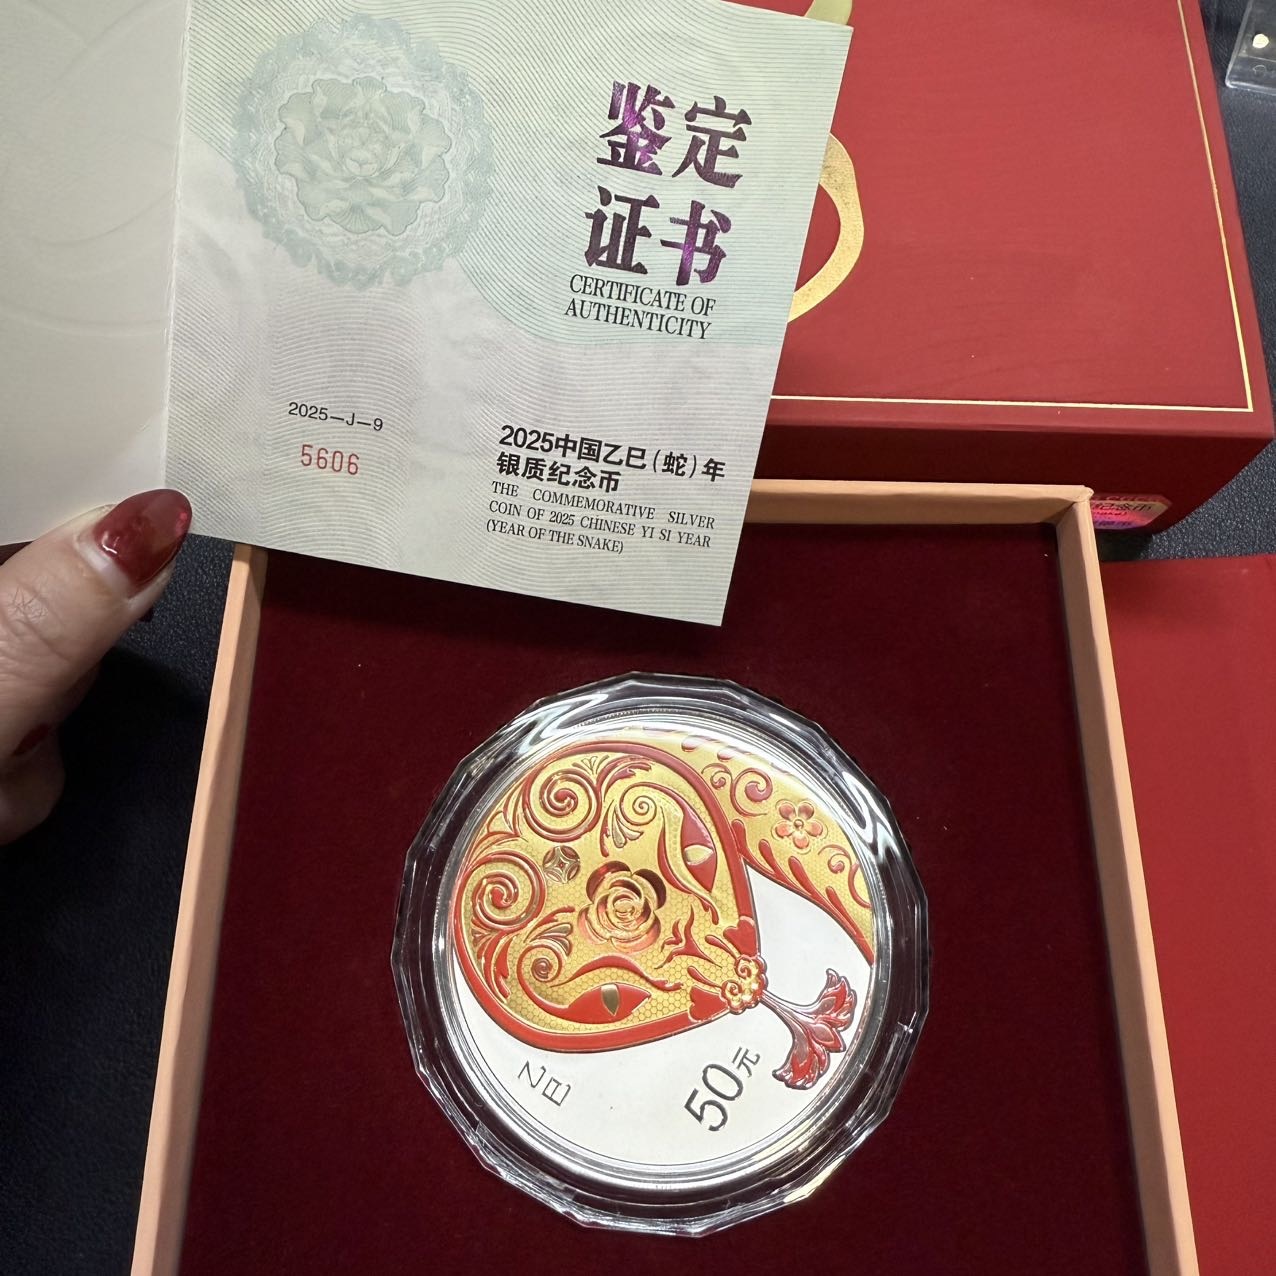 鉴定
证书
CERTIFICATE OF
AUTHENTICITY
2025—J—9
5606
2025中国乙巳（蛇）年
银质纪念币
THE COMMEMORATIVE SILVER
COIN OF 2025 CHINESE YI SI YEAR
(YEAR OF THE SNAKE)
乙巳
50元